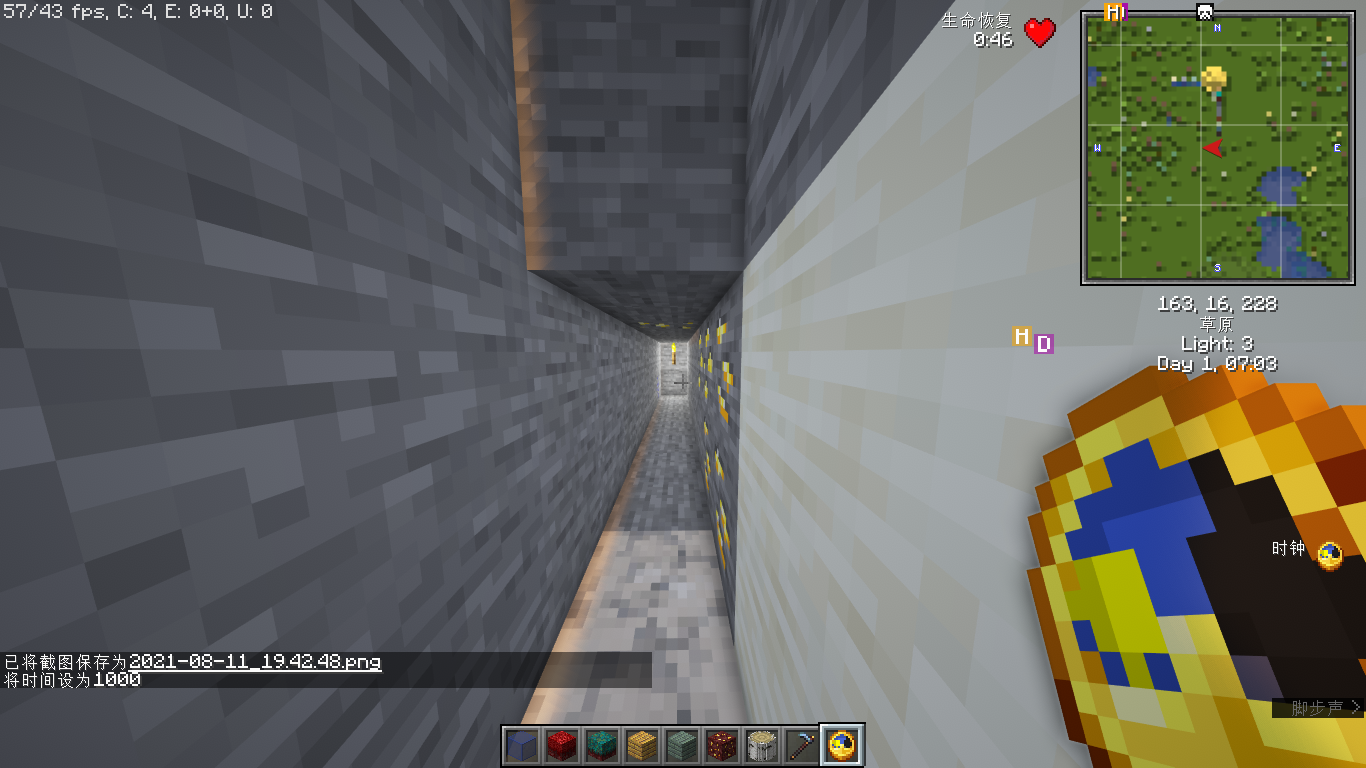 57/43 fps, C: 4, E: 0+0, U: 0
生命恢复
0:46
H
N
W
E
S
163, 16, 228
草原
Light: 3
Day 1, 07:03
H
D
时钟
已将截图保存为2021-08-11_19.42.48.png
将时间设为1000
脚步声 >